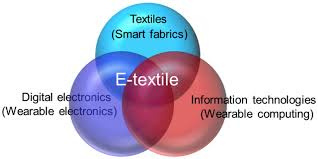 Textiles
(Smart fabrics)
E-textile
Digital electronics
(Wearable electronics)
Information technologies
(Wearable computing)